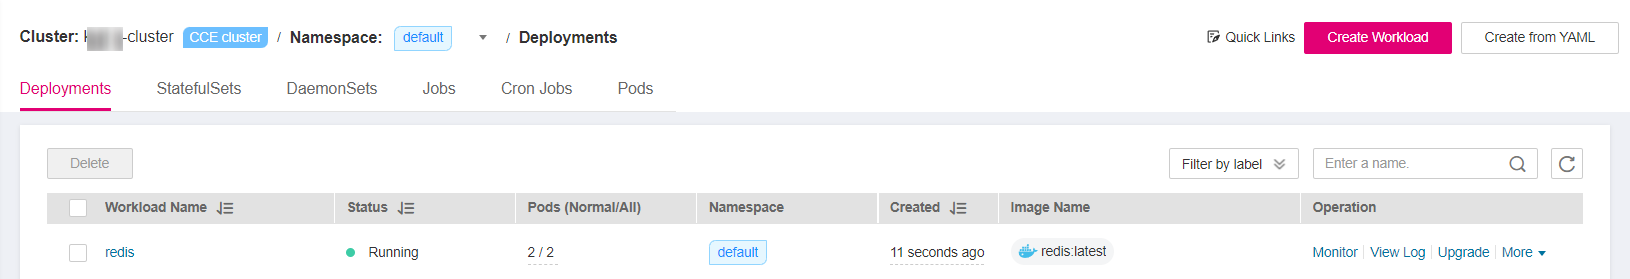 Cluster: -cluster CCE cluster / Namespace: default / Deployments Quick Links Create Workload Create from YAML
Deployments StatefulSets DaemonSets Jobs Cron Jobs Pods
Delete Filter by label Enter a name.
Workload Name Status Pods (Normal/All) Namespace Created Image Name Operation
redis Running 2 / 2 default 11 seconds ago redis:latest Monitor View Log Upgrade More